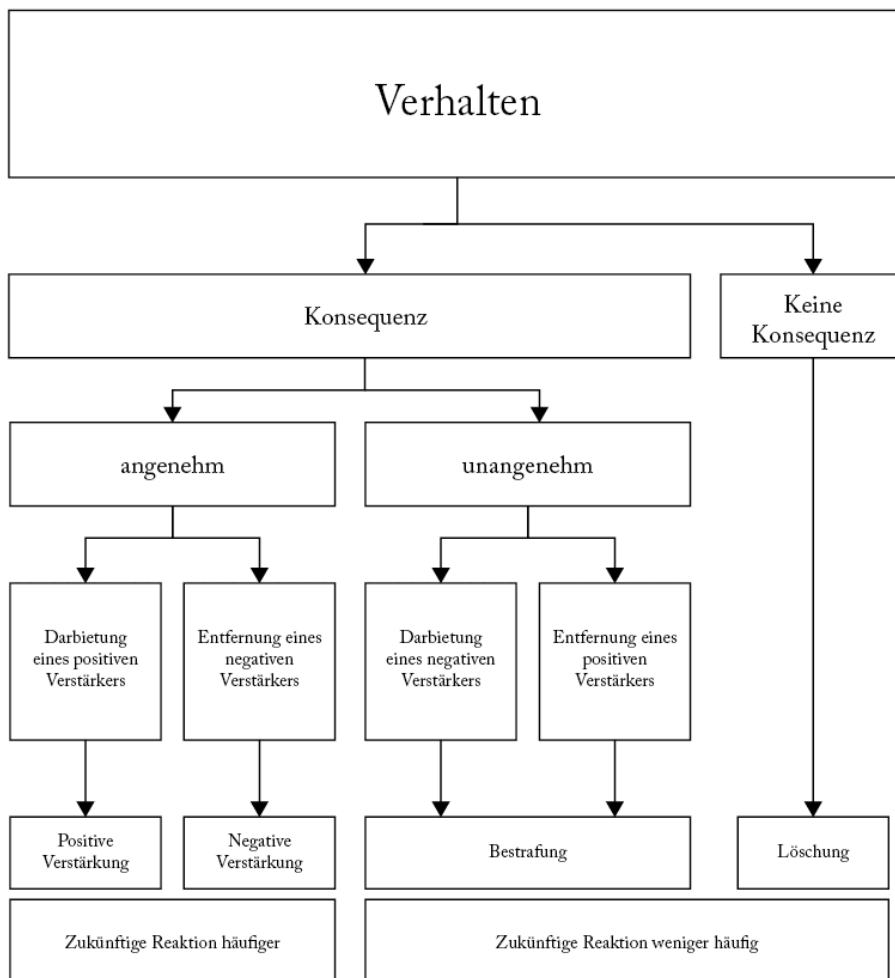 Verhalten
Konsequenz
Keine
Konsequenz
angenehm
unangenehm
Darbietung
eines positiven
Verstärkers
Entfernung eines
negativen
Verstärkers
Darbietung
eines negativen
Verstärkers
Entfernung eines
positiven
Verstärkers
Positive
Verstärkung
Negative
Verstärkung
Bestrafung
Löschung
Zukünftige Reaktion häufiger
Zukünftige Reaktion weniger häufig